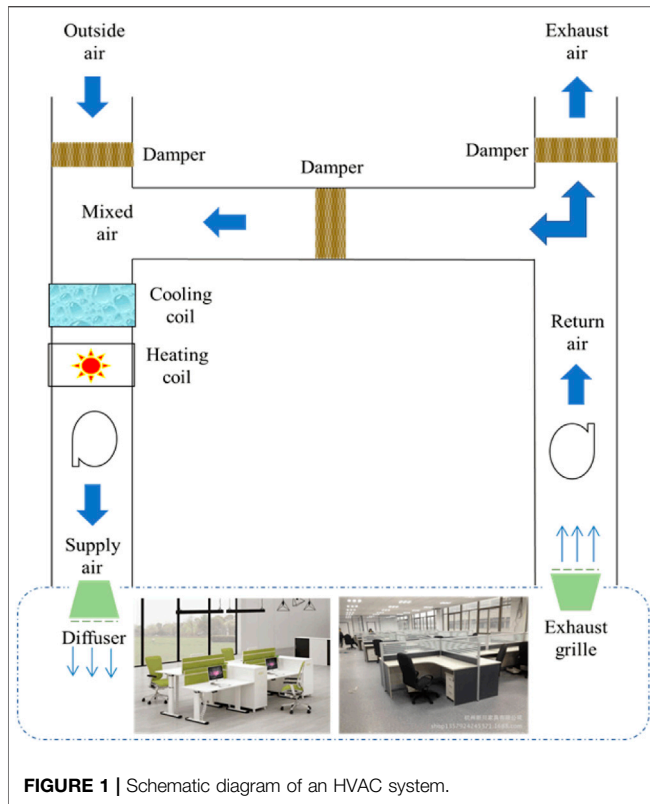 Outside
air
Exhaust
air
Damper
Damper
Damper
Mixed
air
Cooling
coil
Heating
coil
Return
air
Supply
air
Diffuser
Exhaust
grille
FIGURE 1 | Schematic diagram of an HVAC system.